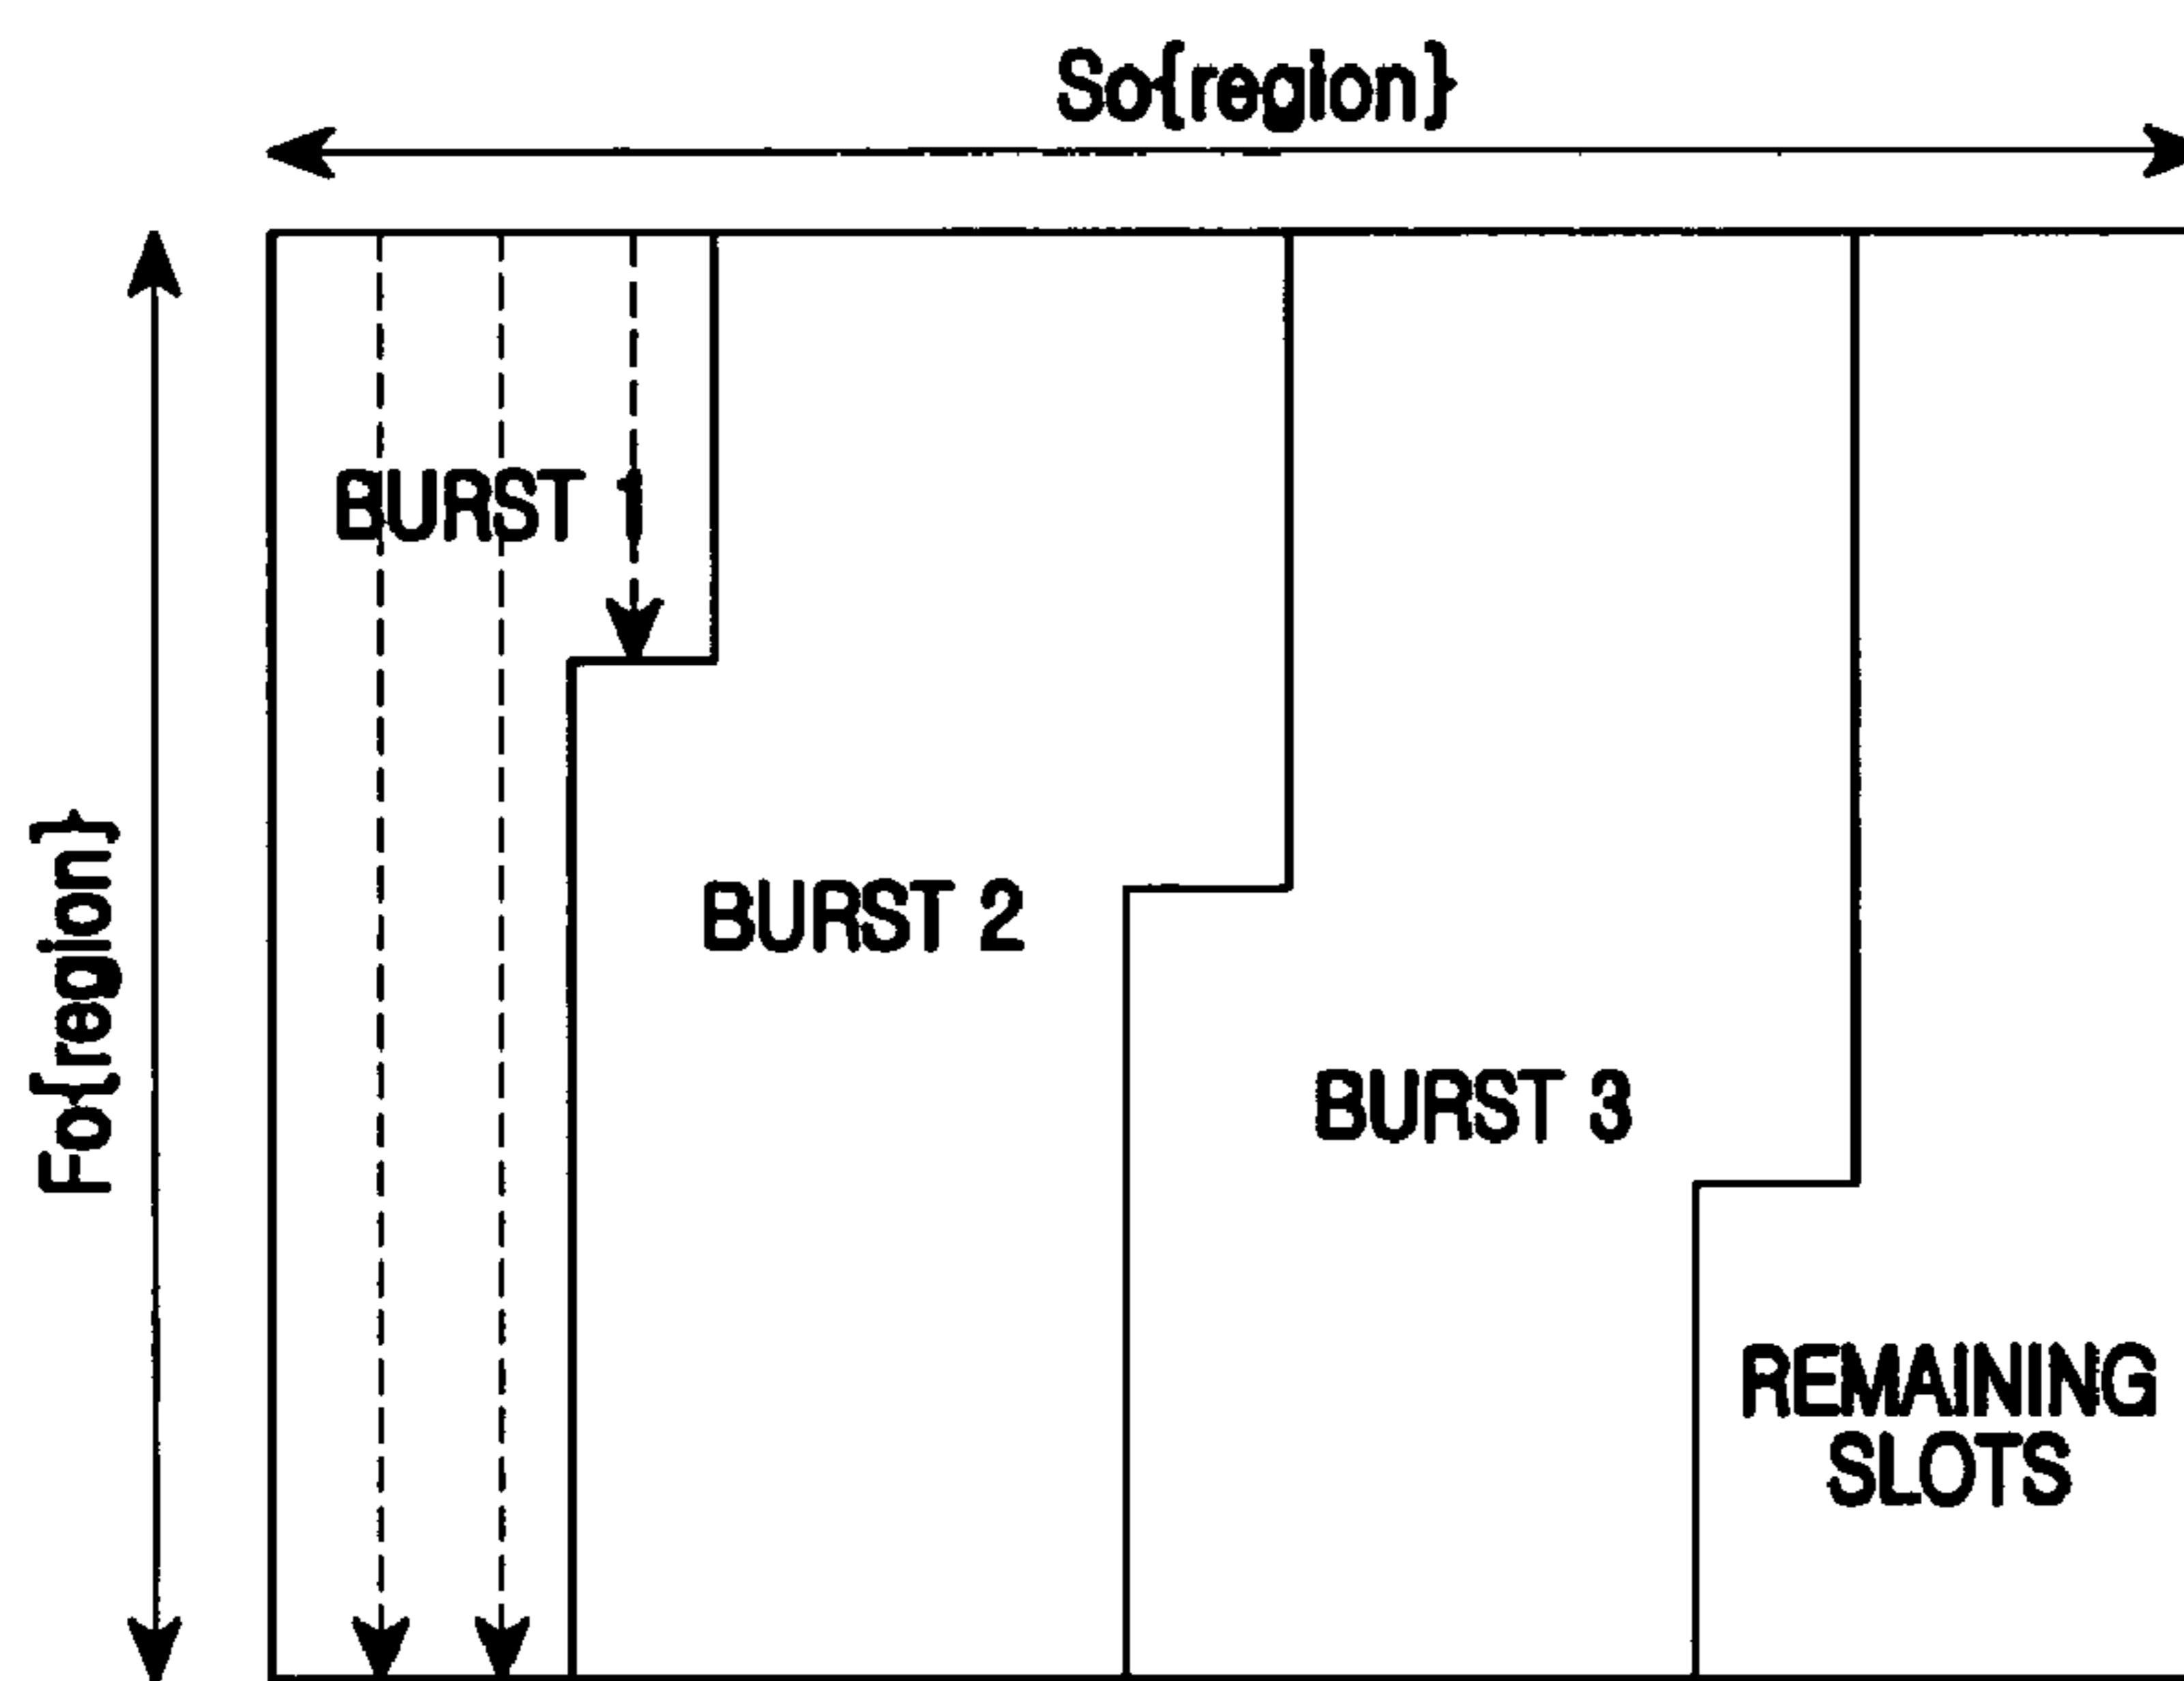 So{region}
Fo{region}
BURST 1
BURST 2
BURST 3
REMAINING
SLOTS